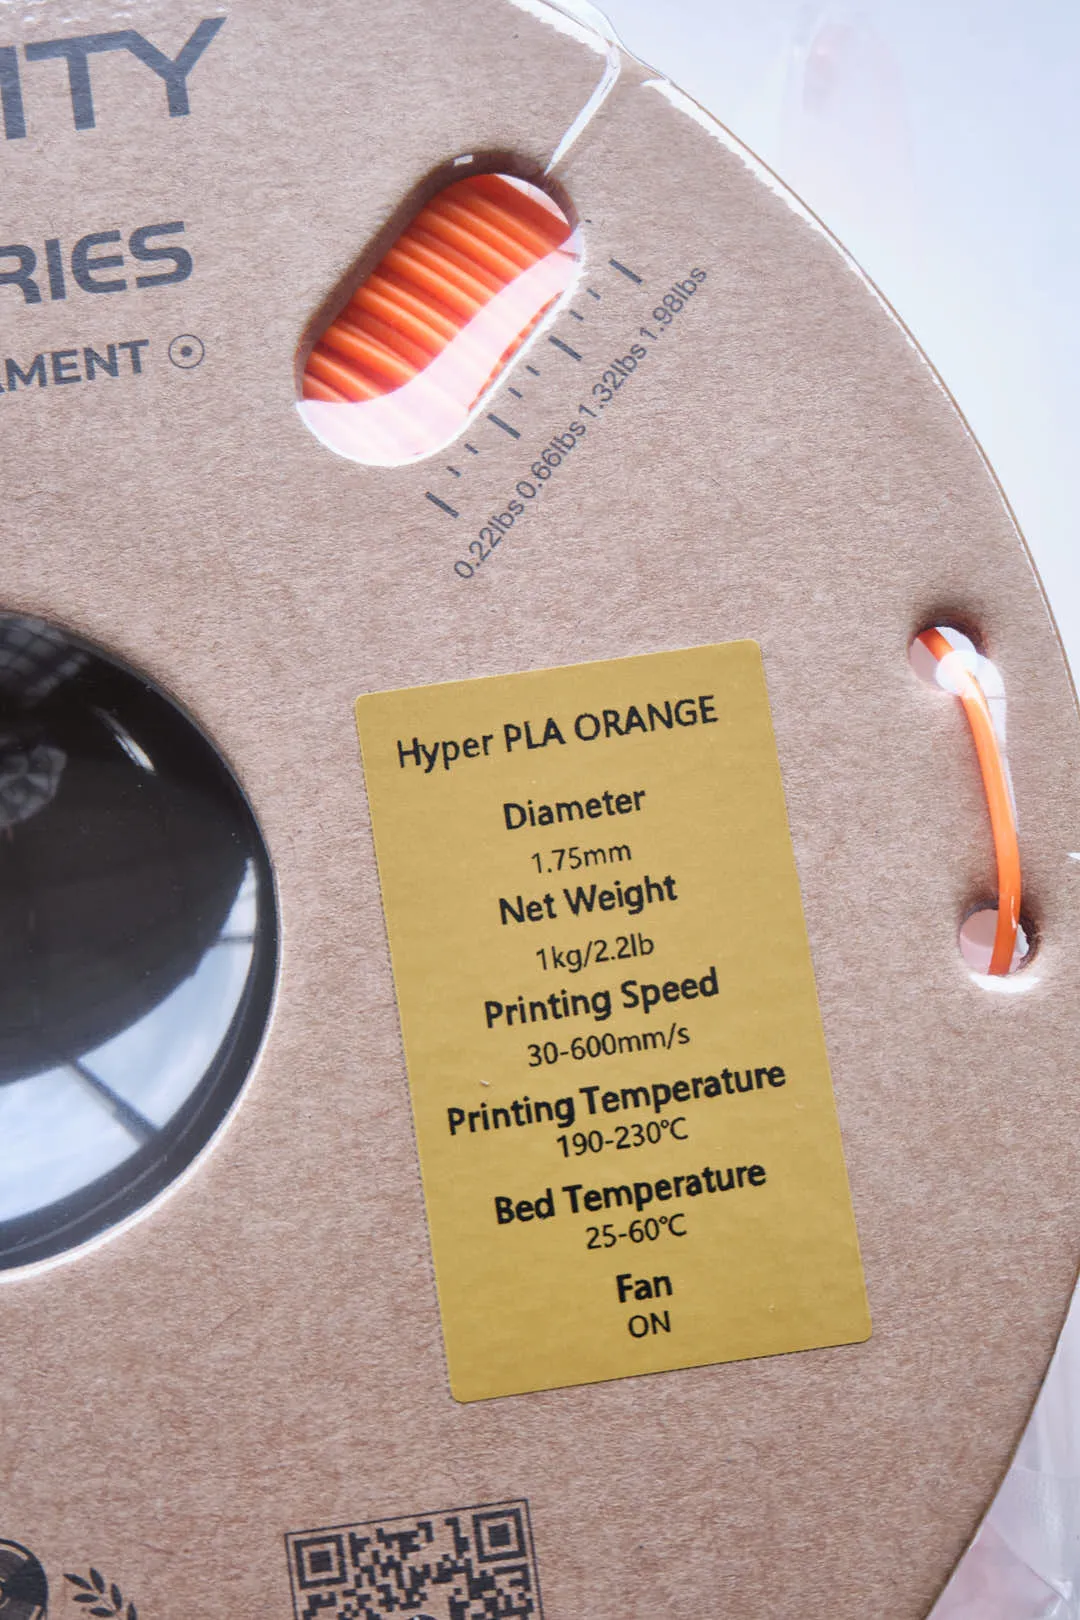 ITY
RIES
AMENT
0.22lbs 0.66lbs 1.32lbs 1.98lbs
Hyper PLA ORANGE
Diameter
1.75mm
Net Weight
1kg/2.2lb
Printing Speed
30-600mm/s
Printing Temperature
190-230℃
Bed Temperature
25-60℃
Fan
ON